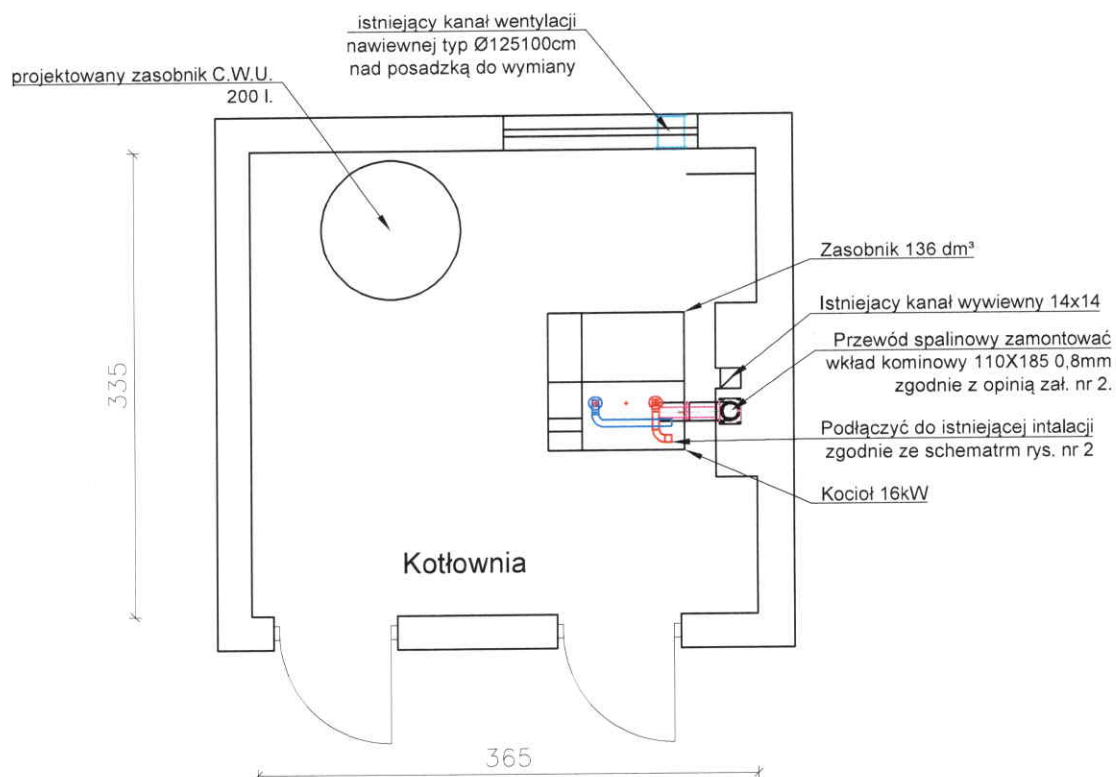 istniejący kanał wentylacji
nawiewnej typ Ø125100cm
nad posadzką do wymiany
projektowany zasobnik C.W.U.
200 l.
Zasobnik 136 dm³
Istniejacy kanał wywiewny 14x14
Przewód spalinowy zamontować
wkład kominowy 110X185 0,8mm
zgodnie z opinią zał. nr 2.
Podłączyć do istniejącej intalacji
zgodnie ze schematrm rys. nr 2
Kocioł 16kW
335
Kotłownia
365